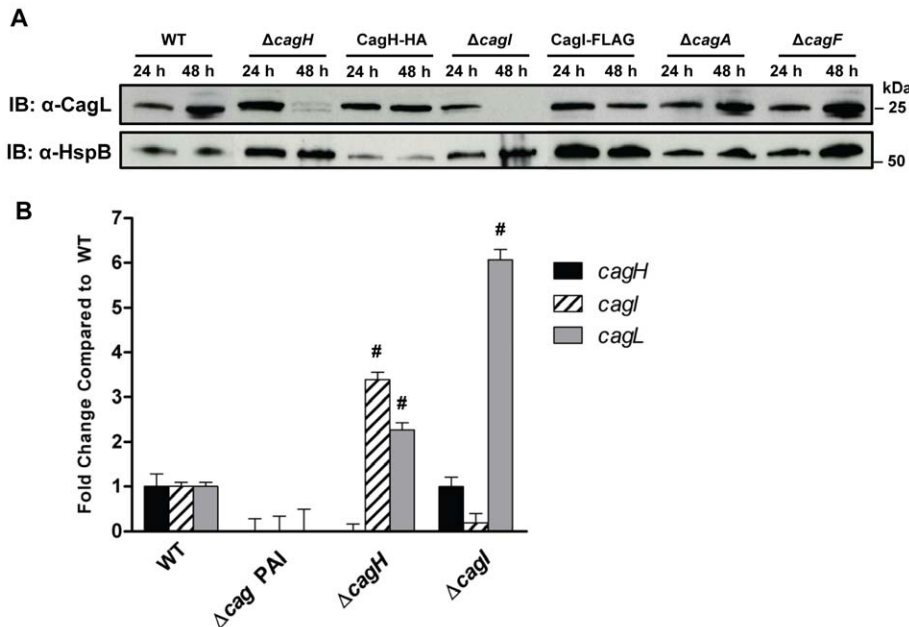 A
WT ΔcagH CagH-HA ΔcagI CagI-FLAG ΔcagA ΔcagF
24 h 48 h 24 h 48 h 24 h 48 h 24 h 48 h 24 h 48 h 24 h 48 h 24 h 48 h
kDa
IB: α-CagL
– 25
IB: α-HspB
– 50
B
Fold Change Compared to WT
7
6
5
4
3
2
1
0
#
#
#
cagH
cagI
cagL
WT
Δcag PAI
ΔcagH
ΔcagI